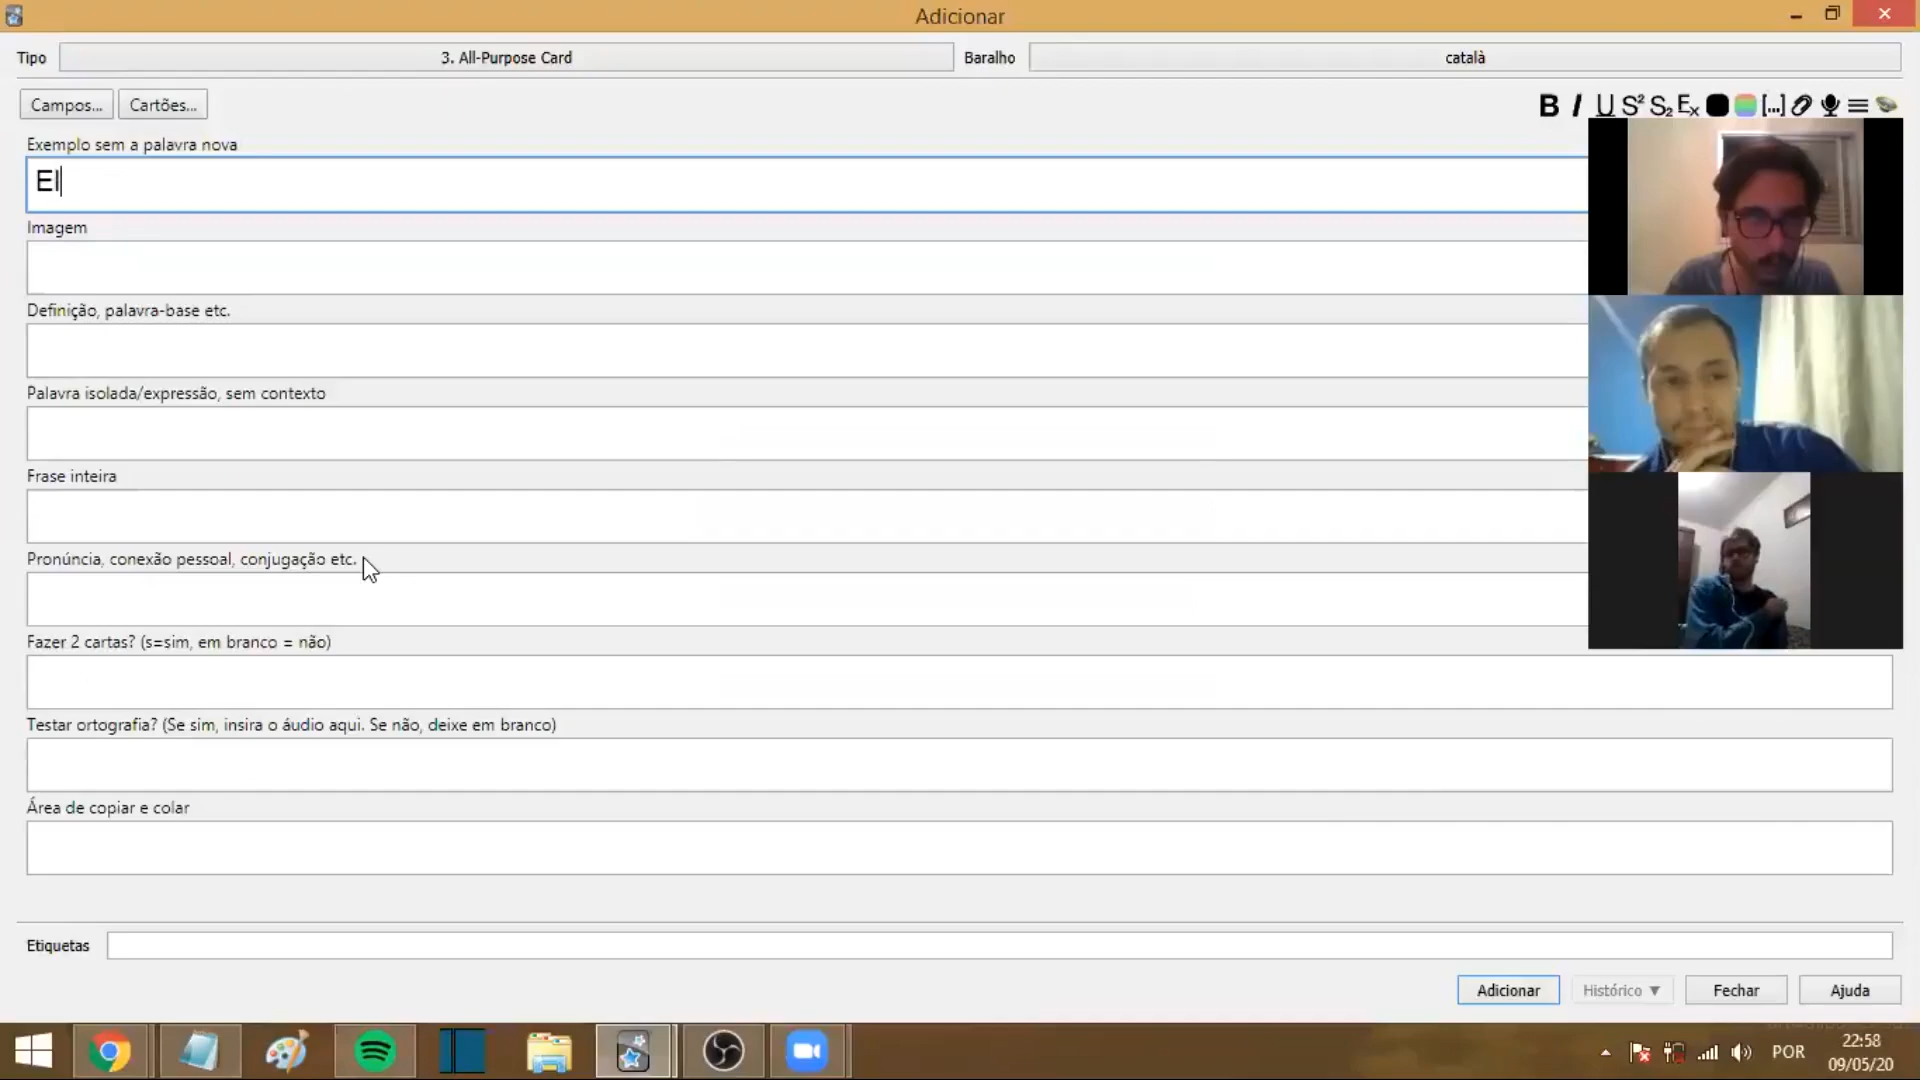 Adicionar
Tipo 3. All-Purpose Card Baralho català
Campos... Cartões...
B I U S² S₂ Ex [...]
Exemplo sem a palavra nova
El
Imagem
Definição, palavra-base etc.
Palavra isolada/expressão, sem contexto
Frase inteira
Pronúncia, conexão pessoal, conjugação etc.
Fazer 2 cartas? (s=sim, em branco = não)
Testar ortografia? (Se sim, insira o áudio aqui. Se não, deixe em branco)
Área de copiar e colar
Etiquetas
Adicionar Histórico ▼ Fechar Ajuda
POR
22:58
09/05/20